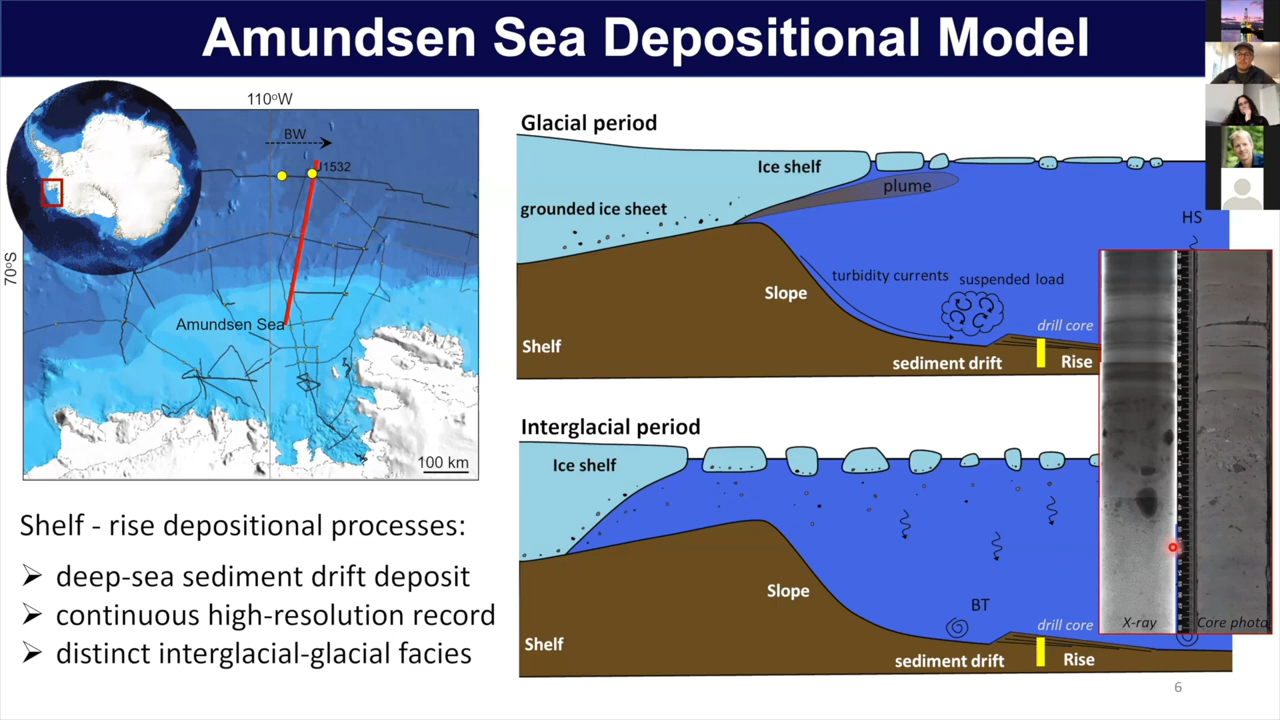 Amundsen Sea Depositional Model
110oW
BW
U1532
70oS
Amundsen Sea
100 km
Shelf - rise depositional processes:
➢ deep-sea sediment drift deposit
➢ continuous high-resolution record
➢ distinct interglacial-glacial facies
Glacial period
Ice shelf
plume
grounded ice sheet
HS
turbidity currents
suspended load
Slope
drill core
Shelf
sediment drift
Rise
Interglacial period
Ice shelf
Slope
BT
drill core
Shelf
sediment drift
Rise
X-ray
Core photo
6